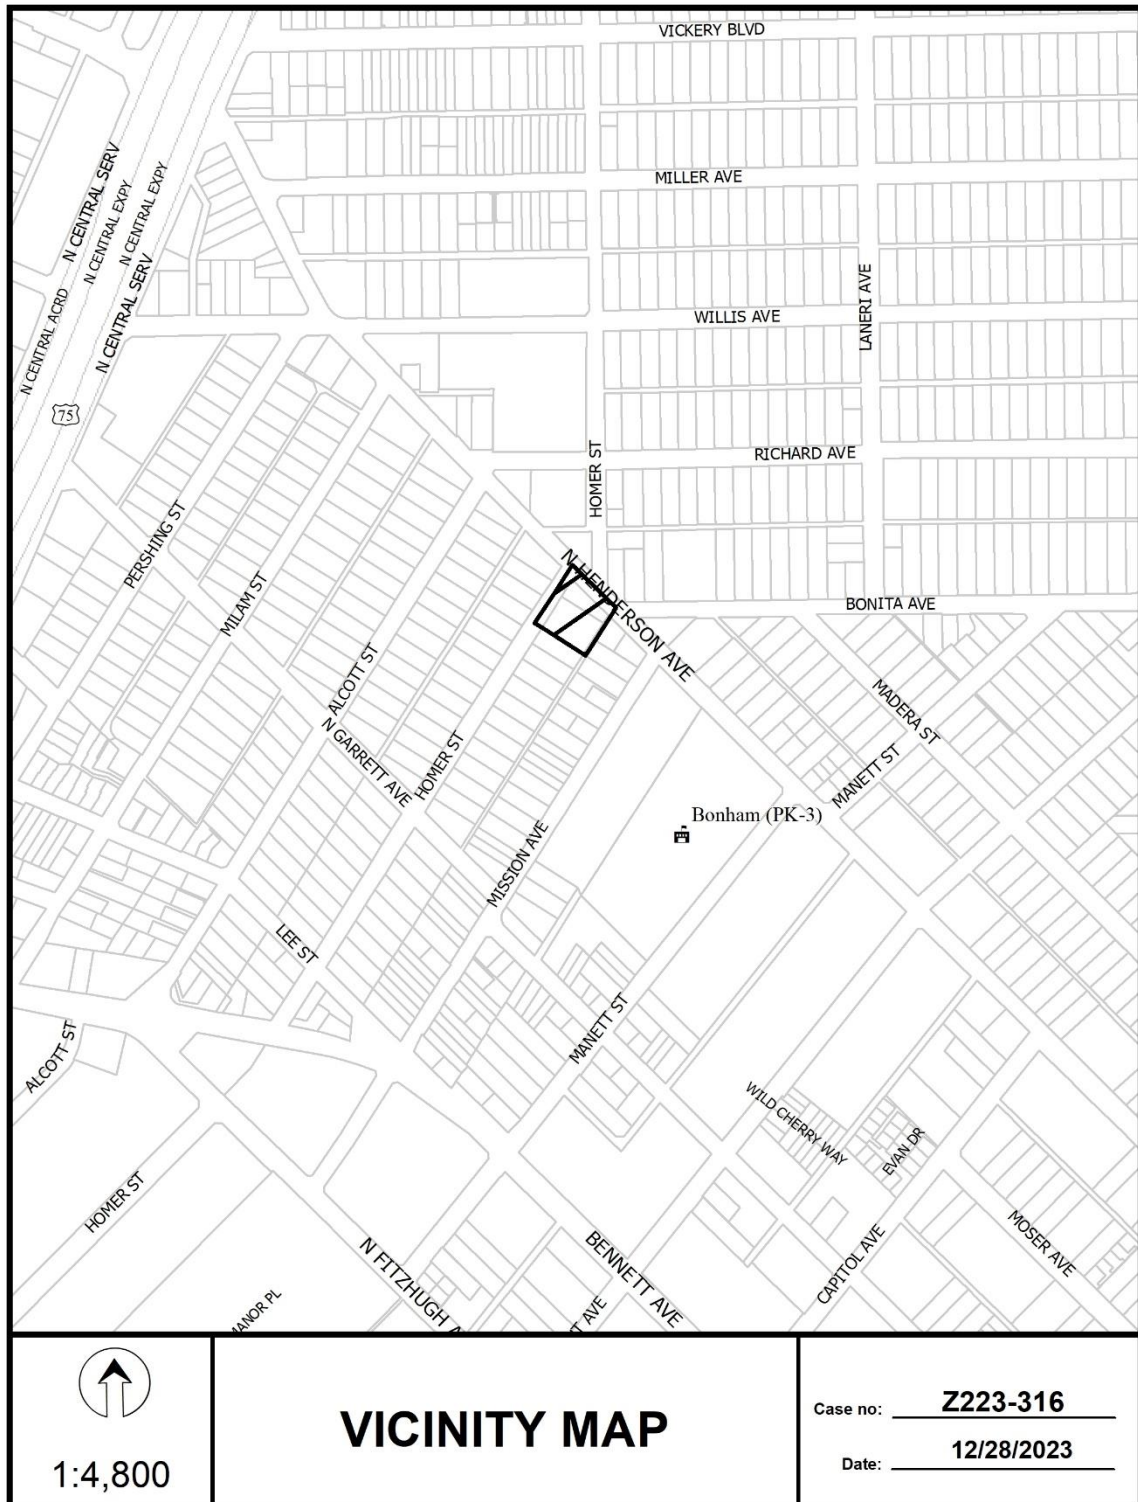 VICKERY BLVD
N CENTRAL SERV
N CENTRAL EXPY
N CENTRAL EXPY
MILLER AVE
N CENTRAL SERV
N CENTRAL ACRD
LANERI AVE
WILLIS AVE
75
RICHARD AVE
HOMER ST
PERSHING ST
MILAM ST
N HENDERSON AVE
BONITA AVE
ALCOTT ST
MADERA ST
N GARRETT AVE
HOMER ST
MANETT ST
Bonham (PK-3)
MISSION AVE
LEE ST
MANETT ST
ALCOTT ST
WILD CHERRY WAY
EVAN DR
HOMER ST
MOSER AVE
CAPITOL AVE
N FITZHUGH A
BENNETT AVE
MANOR PL
T AVE
1:4,800
VICINITY MAP
Case no: Z223-316
Date: 12/28/2023